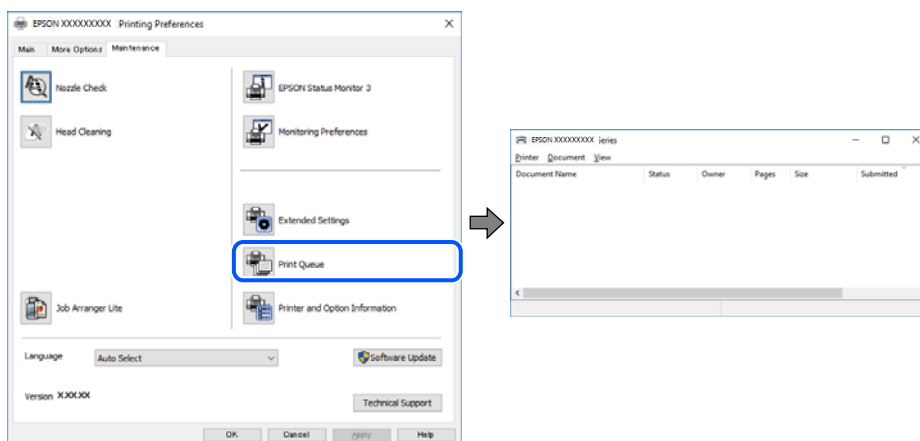 EPSON XXXXXXXXX Printing Preferences
Main More Options Maintenance
Nozzle Check
EPSON Status Monitor 3
Head Cleaning
Monitoring Preferences
Extended Settings
Print Queue
Job Arranger Lite
Printer and Option Information
Language Auto Select Software Update
Version X.XX.XX
Technical Support
OK Cancel Apply Help
EPSON XXXXXXXXX Series
Printer Document View
Document Name Status Owner Pages Size Submitted